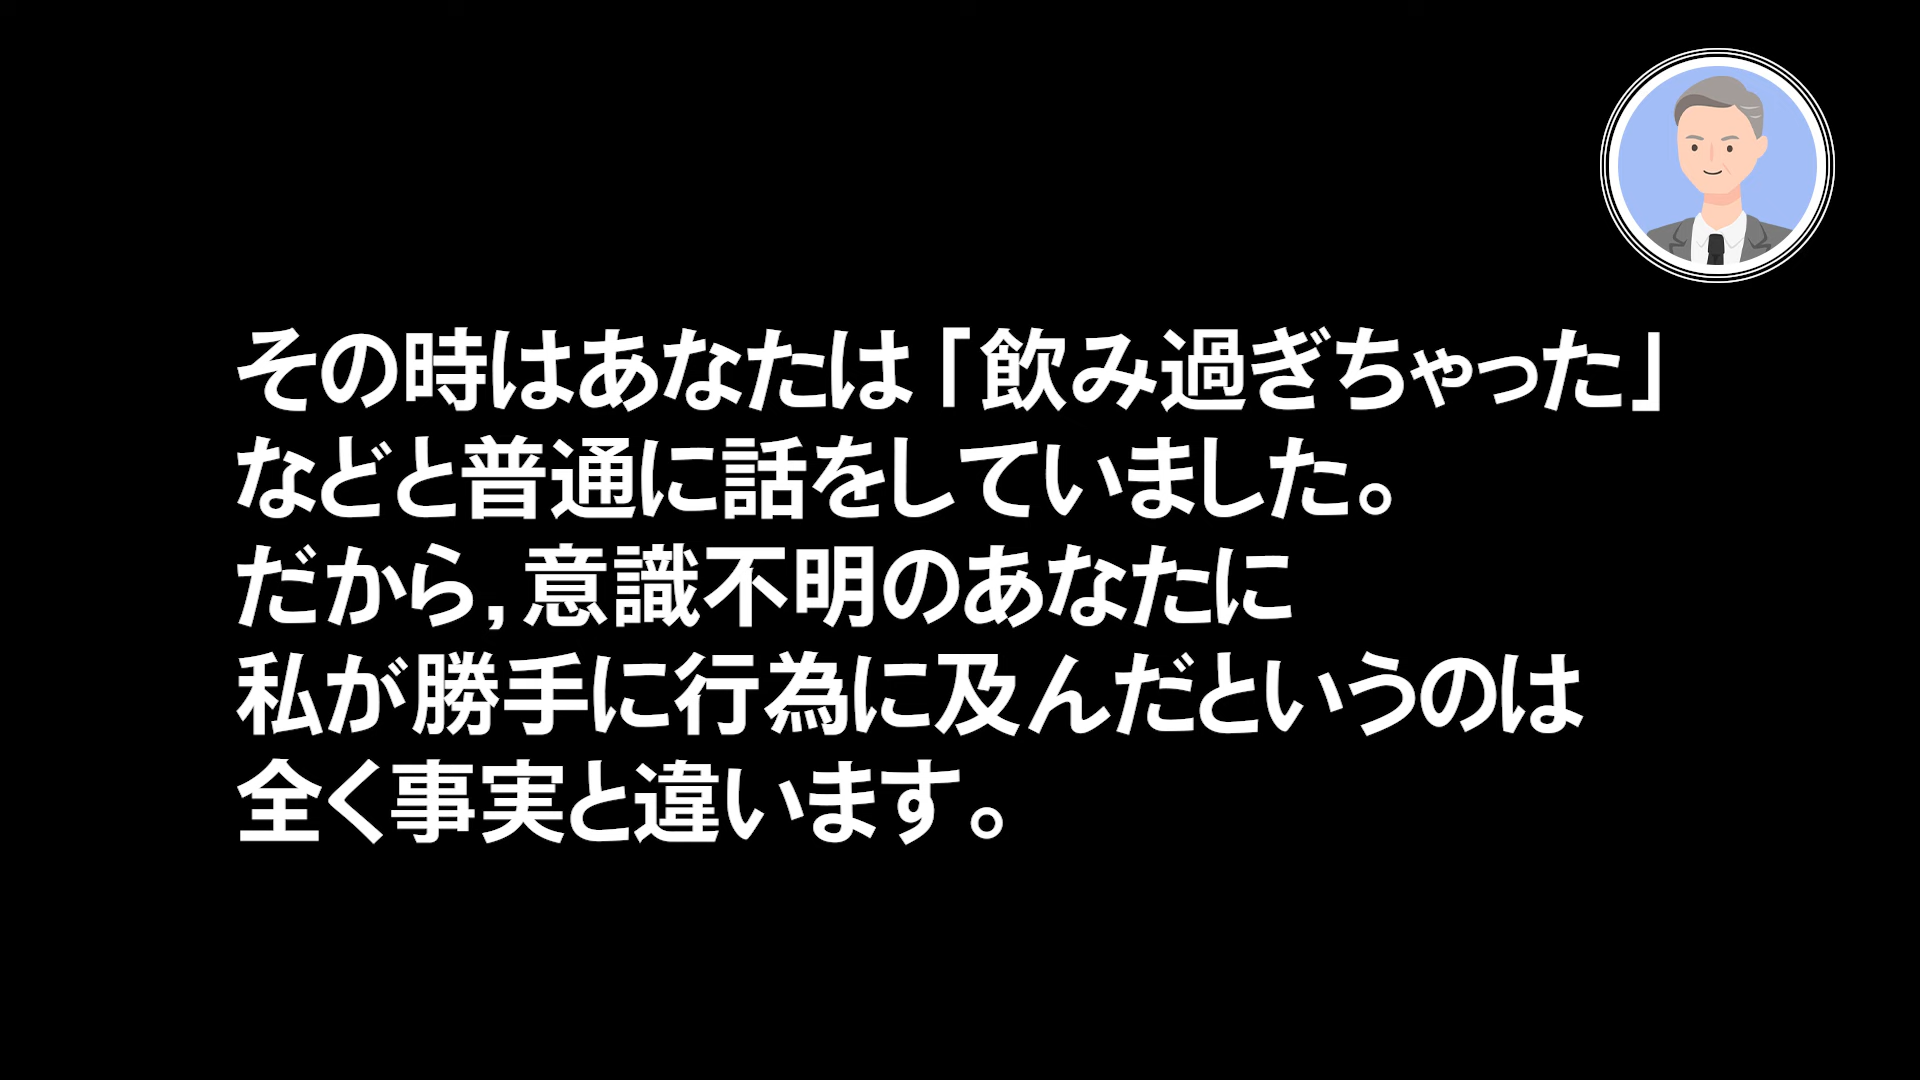 その時はあなたは「飲み過ぎちゃった」
などと普通に話をしていました。
だから,意識不明のあなたに
私が勝手に行為に及んだというのは
全く事実と違います。